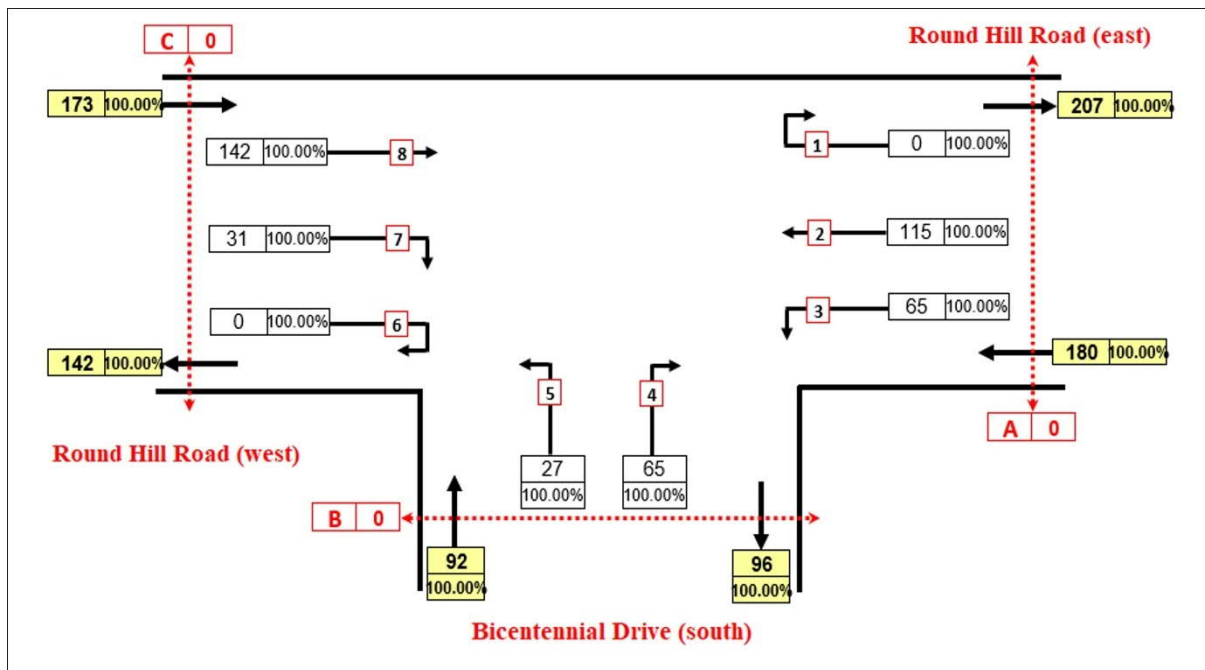 C 0
Round Hill Road (east)
173 100.00%
207 100.00%
142 100.00% 8
1 0 100.00%
31 100.00% 7
2 115 100.00%
0 100.00% 6
3 65 100.00%
142 100.00%
180 100.00%
5
4
A 0
Round Hill Road (west)
27
100.00%
65
100.00%
B 0
92
100.00%
96
100.00%
Bicentennial Drive (south)